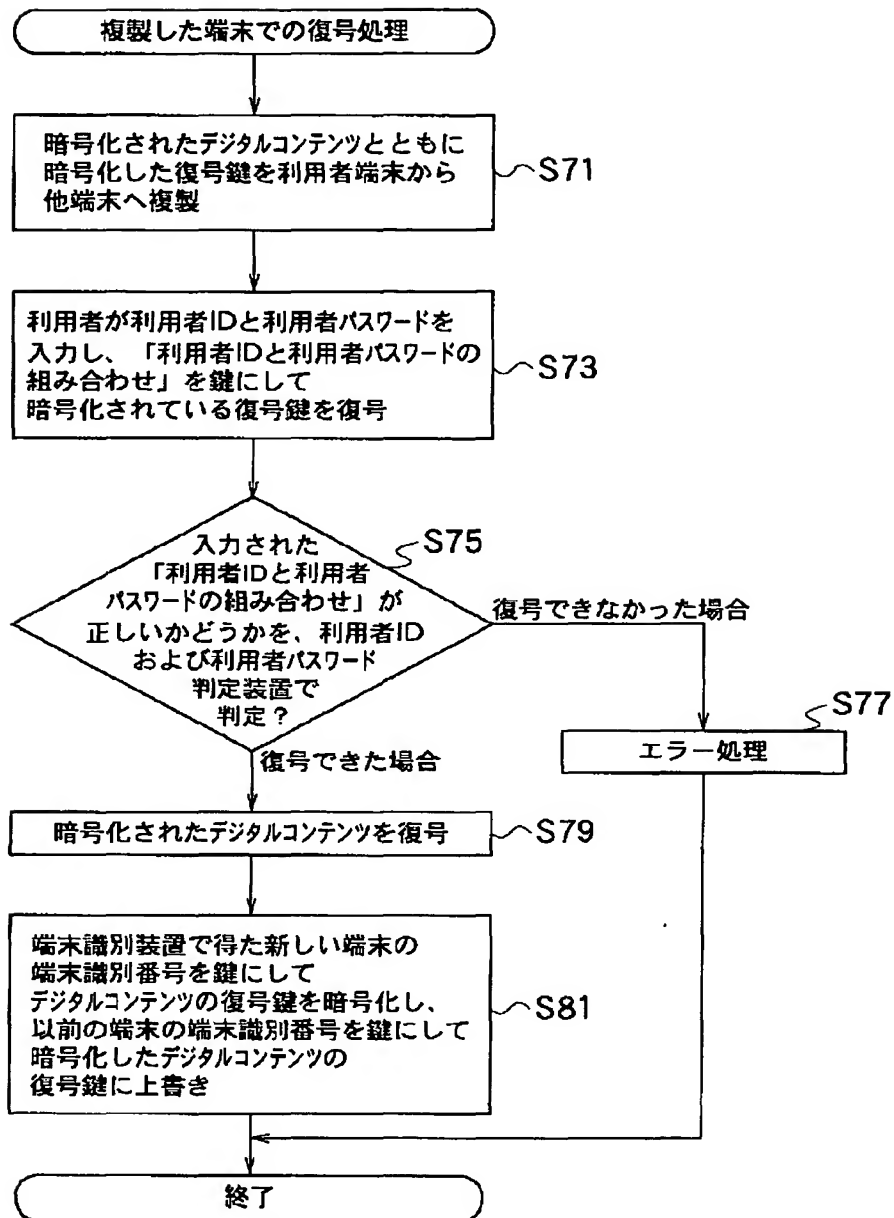 複製した端末での復号処理
暗号化されたデジタルコンテンツとともに
暗号化した復号鍵を利用者端末から
他端末へ複製
S71
利用者が利用者IDと利用者パスワードを
入力し、「利用者IDと利用者パスワードの
組み合わせ」を鍵にして
暗号化されている復号鍵を復号
S73
入力された
「利用者IDと利用者
パスワードの組み合わせ」が
正しいかどうかを、利用者ID
および利用者パスワード
判定装置で
判定？
S75
復号できなかった場合
S77
エラー処理
復号できた場合
暗号化されたデジタルコンテンツを復号
S79
端末識別装置で得た新しい端末の
端末識別番号を鍵にして
デジタルコンテンツの復号鍵を暗号化し、
以前の端末の端末識別番号を鍵にして
暗号化したデジタルコンテンツの
復号鍵に上書き
S81
終了